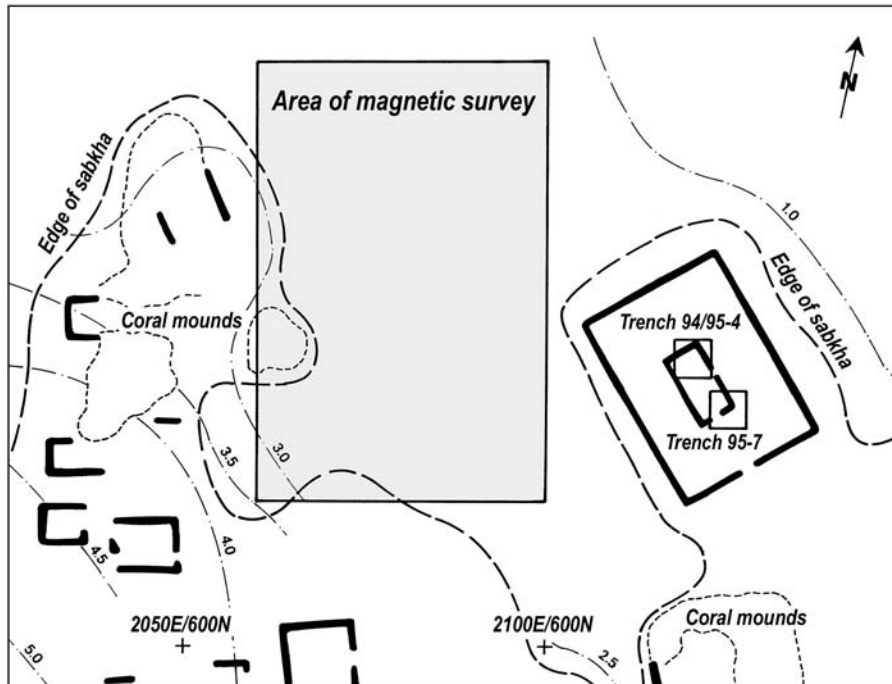 Area of magnetic survey
N
Edge of sabkha
1.0
Edge of sabkha
Coral mounds
Trench 94/95-4
Trench 95-7
3.5
3.0
4.5
4.0
2050E/600N
2100E/600N
Coral mounds
5.0
2.5